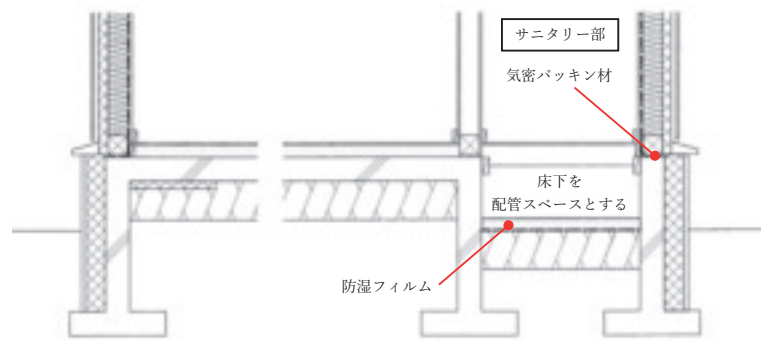 サニタリー部
気密パッキン材
床下を
配管スペースとする
防湿フィルム